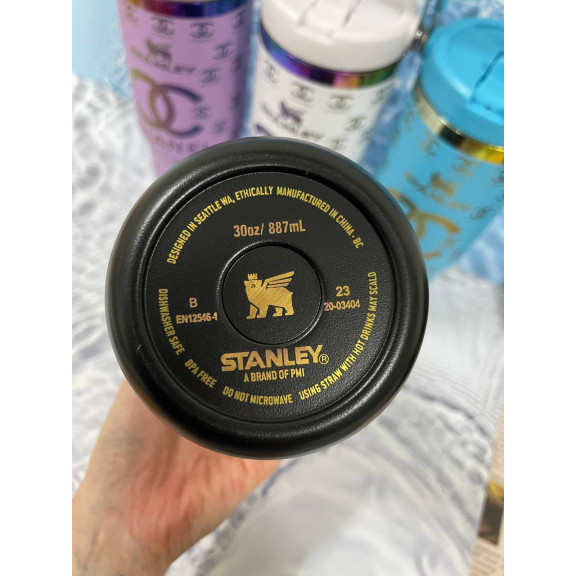 DESIGNED IN SEATTLE WA, ETHICALLY MANUFACTURED IN CHINA - BC
30oz/ 887mL
B
EN12546-1
23
20-03404
STANLEY®
A BRAND OF PMI
DISHWASHER SAFE BPA FREE DO NOT MICROWAVE USING STRAW WITH HOT DRINKS MAY SCALD